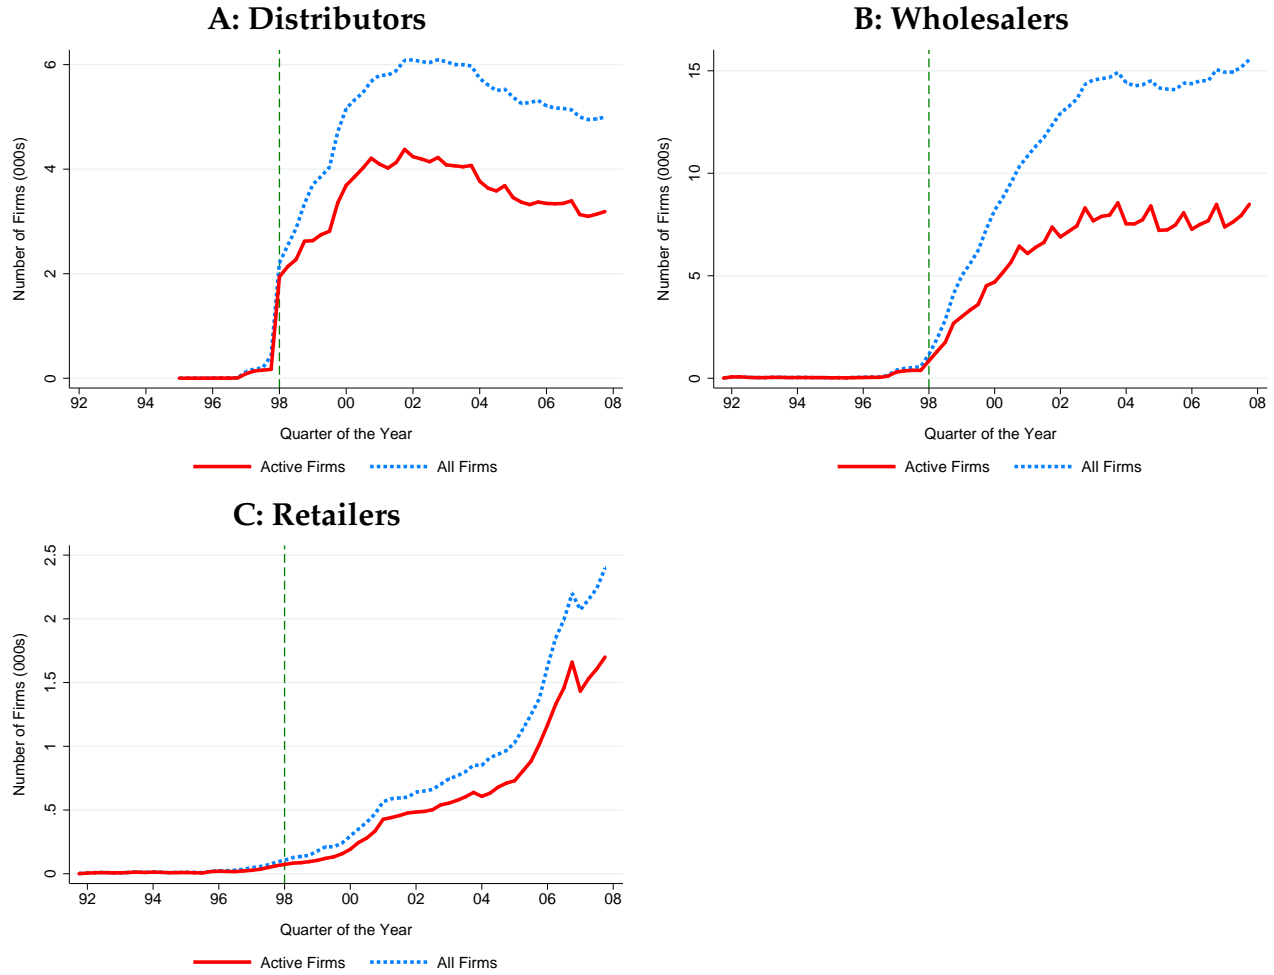 A: Distributors
Number of Firms (000s)
6
4
2
0
92 94 96 98 00 02 04 06 08
Quarter of the Year
Active Firms All Firms
B: Wholesalers
Number of Firms (000s)
15
10
5
0
92 94 96 98 00 02 04 06 08
Quarter of the Year
Active Firms All Firms
C: Retailers
Number of Firms (000s)
2.5
2
1.5
1
.5
0
92 94 96 98 00 02 04 06 08
Quarter of the Year
Active Firms All Firms